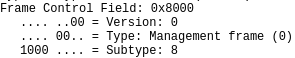 Frame Control Field: 0x8000
.... ..00 = Version: 0
.... 00.. = Type: Management frame (0)
1000 .... = Subtype: 8